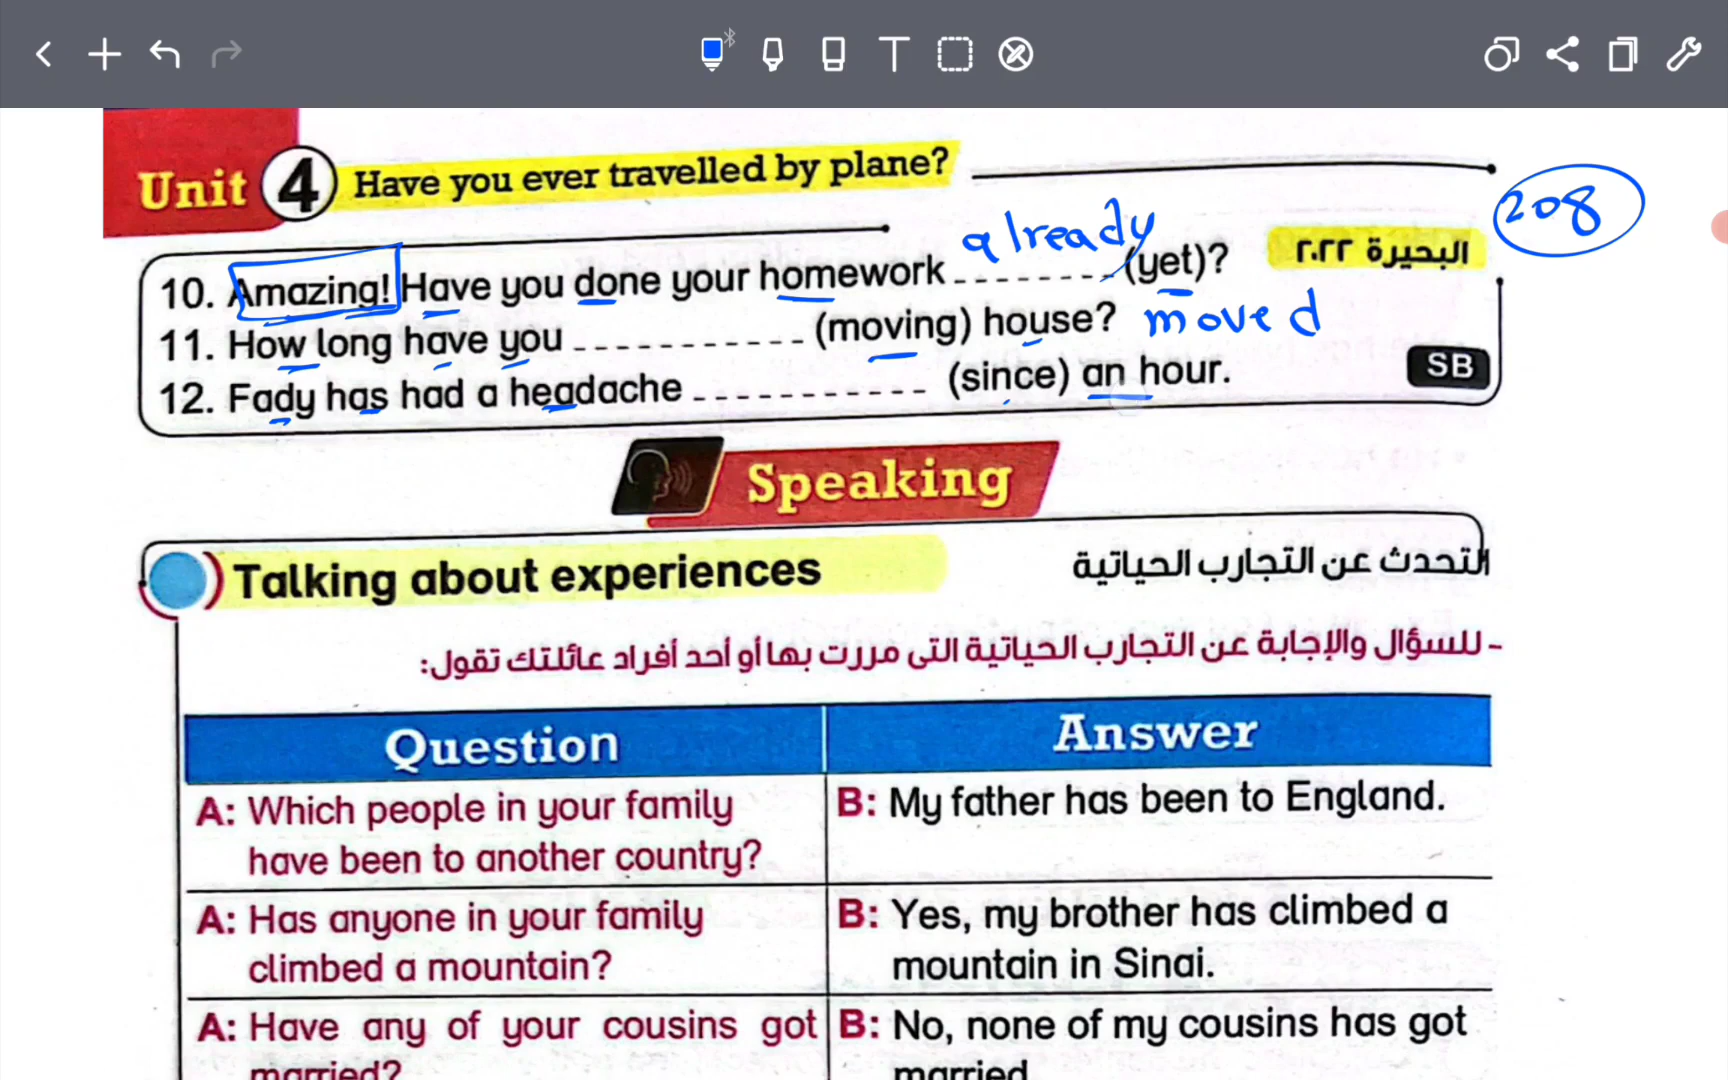 Unit 4 Have you ever travelled by plane?
208
already
10. Amazing! Have you done your homework ........ (yet)? البحيرة ٢٠٢٢
11. How long have you ........... (moving) house? moved
12. Fady has had a headache ........... (since) an hour. SB
Speaking
Talking about experiences التحدث عن التجارب الحياتية
- للسؤال والإجابة عن التجارب الحياتية التى مررت بها أو أحد أفراد عائلتك تقول:
Question Answer
A: Which people in your family B: My father has been to England.
have been to another country?
A: Has anyone in your family B: Yes, my brother has climbed a
climbed a mountain? mountain in Sinai.
A: Have any of your cousins got B: No, none of my cousins has got
married? married